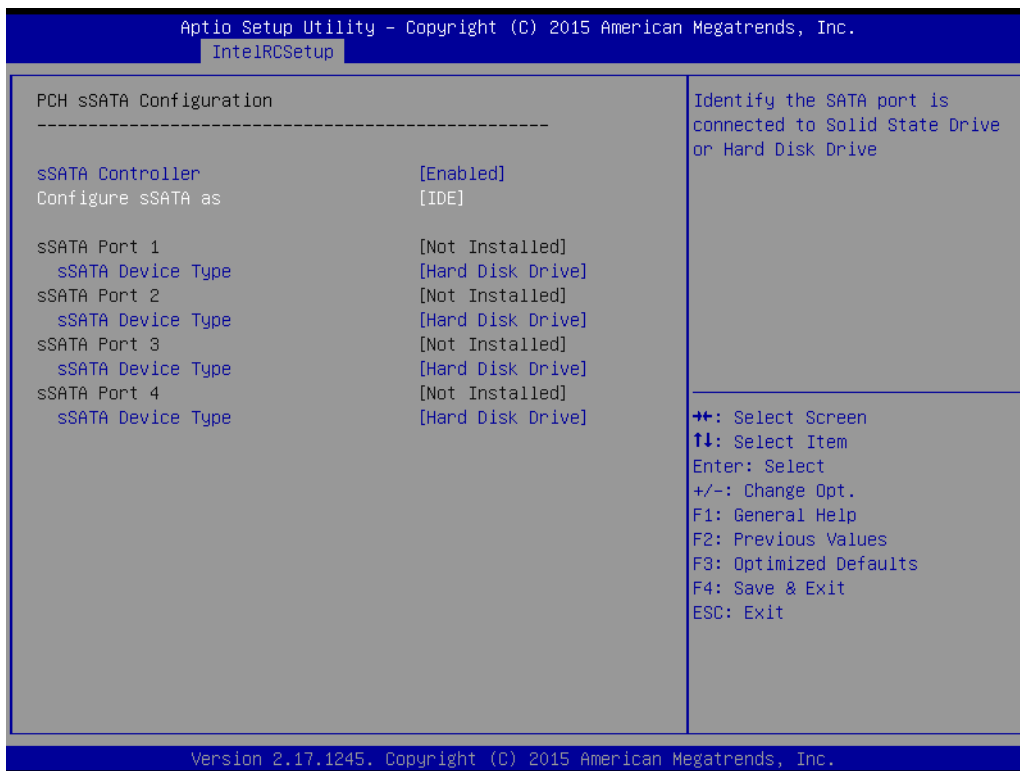 Aptio Setup Utility – Copyright (C) 2015 American Megatrends, Inc.
IntelRCSetup
PCH sSATA Configuration
--------------------------------------------------
sSATA Controller [Enabled]
Configure sSATA as [IDE]
sSATA Port 1 [Not Installed]
sSATA Device Type [Hard Disk Drive]
sSATA Port 2 [Not Installed]
sSATA Device Type [Hard Disk Drive]
sSATA Port 3 [Not Installed]
sSATA Device Type [Hard Disk Drive]
sSATA Port 4 [Not Installed]
sSATA Device Type [Hard Disk Drive]
Identify the SATA port is
connected to Solid State Drive
or Hard Disk Drive
→←: Select Screen
↑↓: Select Item
Enter: Select
+/-: Change Opt.
F1: General Help
F2: Previous Values
F3: Optimized Defaults
F4: Save & Exit
ESC: Exit
Version 2.17.1245. Copyright (C) 2015 American Megatrends, Inc.